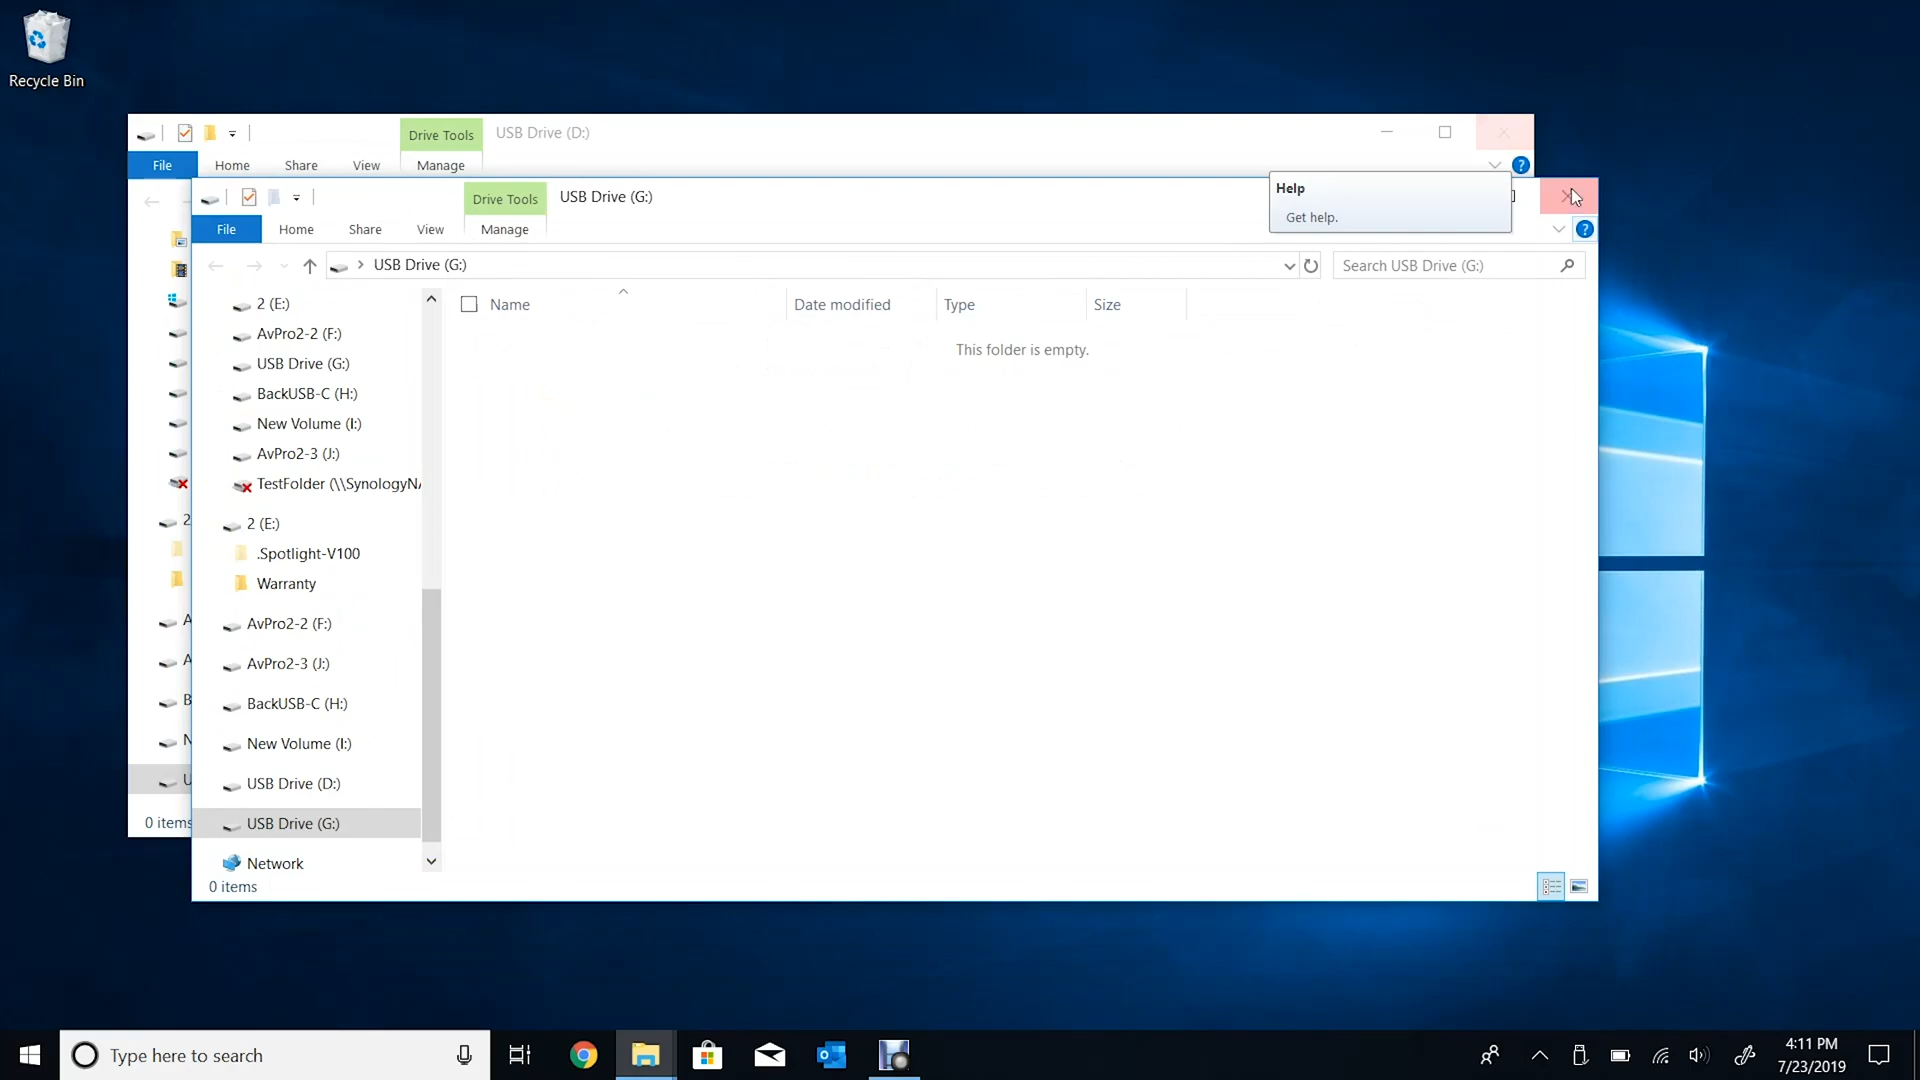 Recycle Bin
Drive Tools
USB Drive (D:)
File
Home
Share
View
Manage
Drive Tools
USB Drive (G:)
Help
Get help.
File
Home
Share
View
Manage
USB Drive (G:)
Search USB Drive (G:)
Name
Date modified
Type
Size
This folder is empty.
2 (E:)
AvPro2-2 (F:)
USB Drive (G:)
BackUSB-C (H:)
New Volume (I:)
AvPro2-3 (J:)
TestFolder (\\SynologyNA
2 (E:)
.Spotlight-V100
Warranty
AvPro2-2 (F:)
AvPro2-3 (J:)
BackUSB-C (H:)
New Volume (I:)
USB Drive (D:)
USB Drive (G:)
Network
0 items
2
A
A
B
N
U
0 items
Type here to search
4:11 PM
7/23/2019